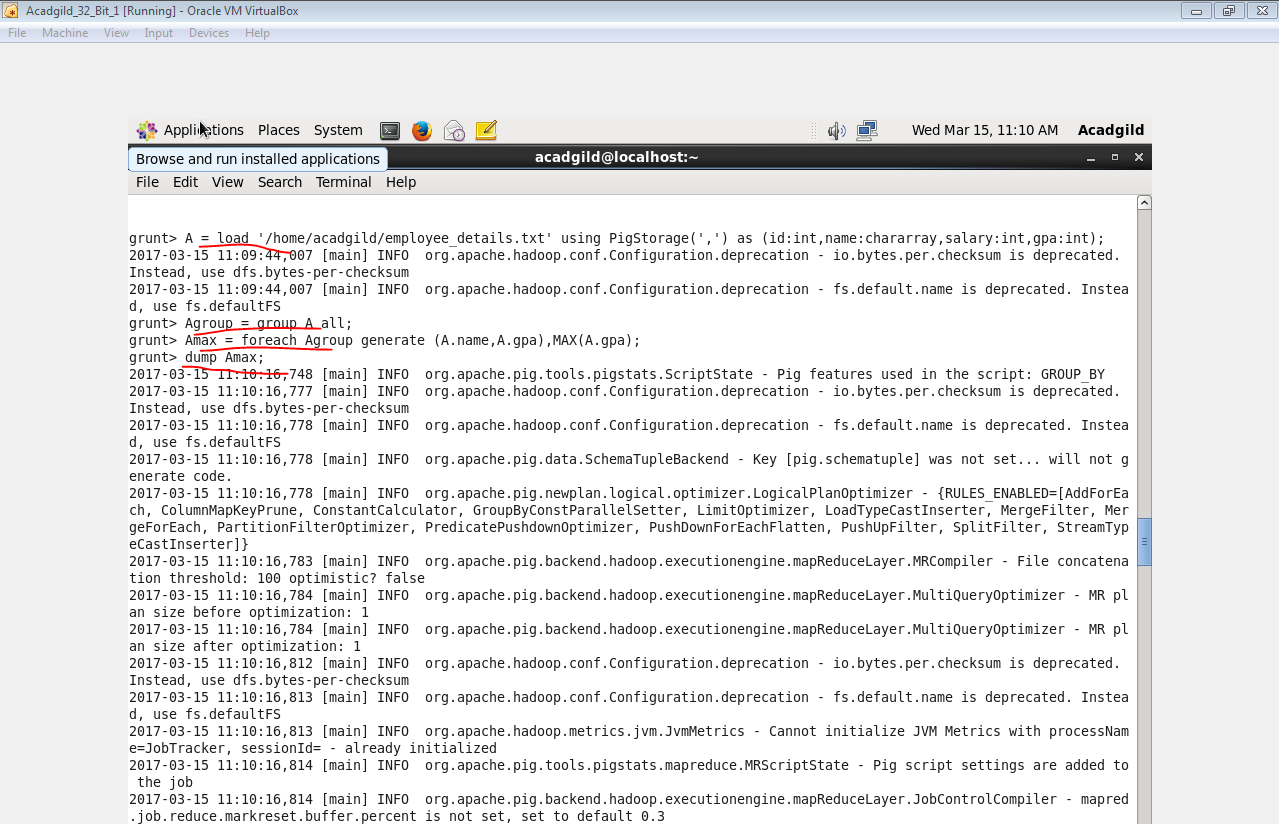 Acadgild_32_Bit_1 [Running] - Oracle VM VirtualBox
File Machine View Input Devices Help
Applications Places System Wed Mar 15, 11:10 AM Acadgild
Browse and run installed applications acadgild@localhost:~
File Edit View Search Terminal Help
grunt> A = load '/home/acadgild/employee_details.txt' using PigStorage(',') as (id:int,name:chararray,salary:int,gpa:int);
2017-03-15 11:09:44,007 [main] INFO  org.apache.hadoop.conf.Configuration.deprecation - io.bytes.per.checksum is deprecated.
Instead, use dfs.bytes-per-checksum
2017-03-15 11:09:44,007 [main] INFO  org.apache.hadoop.conf.Configuration.deprecation - fs.default.name is deprecated. Instea
d, use fs.defaultFS
grunt> Agroup = group A all;
grunt> Amax = foreach Agroup generate (A.name,A.gpa),MAX(A.gpa);
grunt> dump Amax;
2017-03-15 11:10:16,748 [main] INFO  org.apache.pig.tools.pigstats.ScriptState - Pig features used in the script: GROUP_BY
2017-03-15 11:10:16,777 [main] INFO  org.apache.hadoop.conf.Configuration.deprecation - io.bytes.per.checksum is deprecated.
Instead, use dfs.bytes-per-checksum
2017-03-15 11:10:16,778 [main] INFO  org.apache.hadoop.conf.Configuration.deprecation - fs.default.name is deprecated. Instea
d, use fs.defaultFS
2017-03-15 11:10:16,778 [main] INFO  org.apache.pig.data.SchemaTupleBackend - Key [pig.schematuple] was not set... will not g
enerate code.
2017-03-15 11:10:16,778 [main] INFO  org.apache.pig.newplan.logical.optimizer.LogicalPlanOptimizer - {RULES_ENABLED=[AddForEa
ch, ColumnMapKeyPrune, ConstantCalculator, GroupByConstParallelSetter, LimitOptimizer, LoadTypeCastInserter, MergeFilter, Mer
geForEach, PartitionFilterOptimizer, PredicatePushdownOptimizer, PushDownForEachFlatten, PushUpFilter, SplitFilter, StreamTyp
eCastInserter]}
2017-03-15 11:10:16,783 [main] INFO  org.apache.pig.backend.hadoop.executionengine.mapReduceLayer.MRCompiler - File concatena
tion threshold: 100 optimistic? false
2017-03-15 11:10:16,784 [main] INFO  org.apache.pig.backend.hadoop.executionengine.mapReduceLayer.MultiQueryOptimizer - MR pl
an size before optimization: 1
2017-03-15 11:10:16,784 [main] INFO  org.apache.pig.backend.hadoop.executionengine.mapReduceLayer.MultiQueryOptimizer - MR pl
an size after optimization: 1
2017-03-15 11:10:16,812 [main] INFO  org.apache.hadoop.conf.Configuration.deprecation - io.bytes.per.checksum is deprecated.
Instead, use dfs.bytes-per-checksum
2017-03-15 11:10:16,813 [main] INFO  org.apache.hadoop.conf.Configuration.deprecation - fs.default.name is deprecated. Instea
d, use fs.defaultFS
2017-03-15 11:10:16,813 [main] INFO  org.apache.hadoop.metrics.jvm.JvmMetrics - Cannot initialize JVM Metrics with processNam
e=JobTracker, sessionId= - already initialized
2017-03-15 11:10:16,814 [main] INFO  org.apache.pig.tools.pigstats.mapreduce.MRScriptState - Pig script settings are added to
 the job
2017-03-15 11:10:16,814 [main] INFO  org.apache.pig.backend.hadoop.executionengine.mapReduceLayer.JobControlCompiler - mapred
.job.reduce.markreset.buffer.percent is not set, set to default 0.3